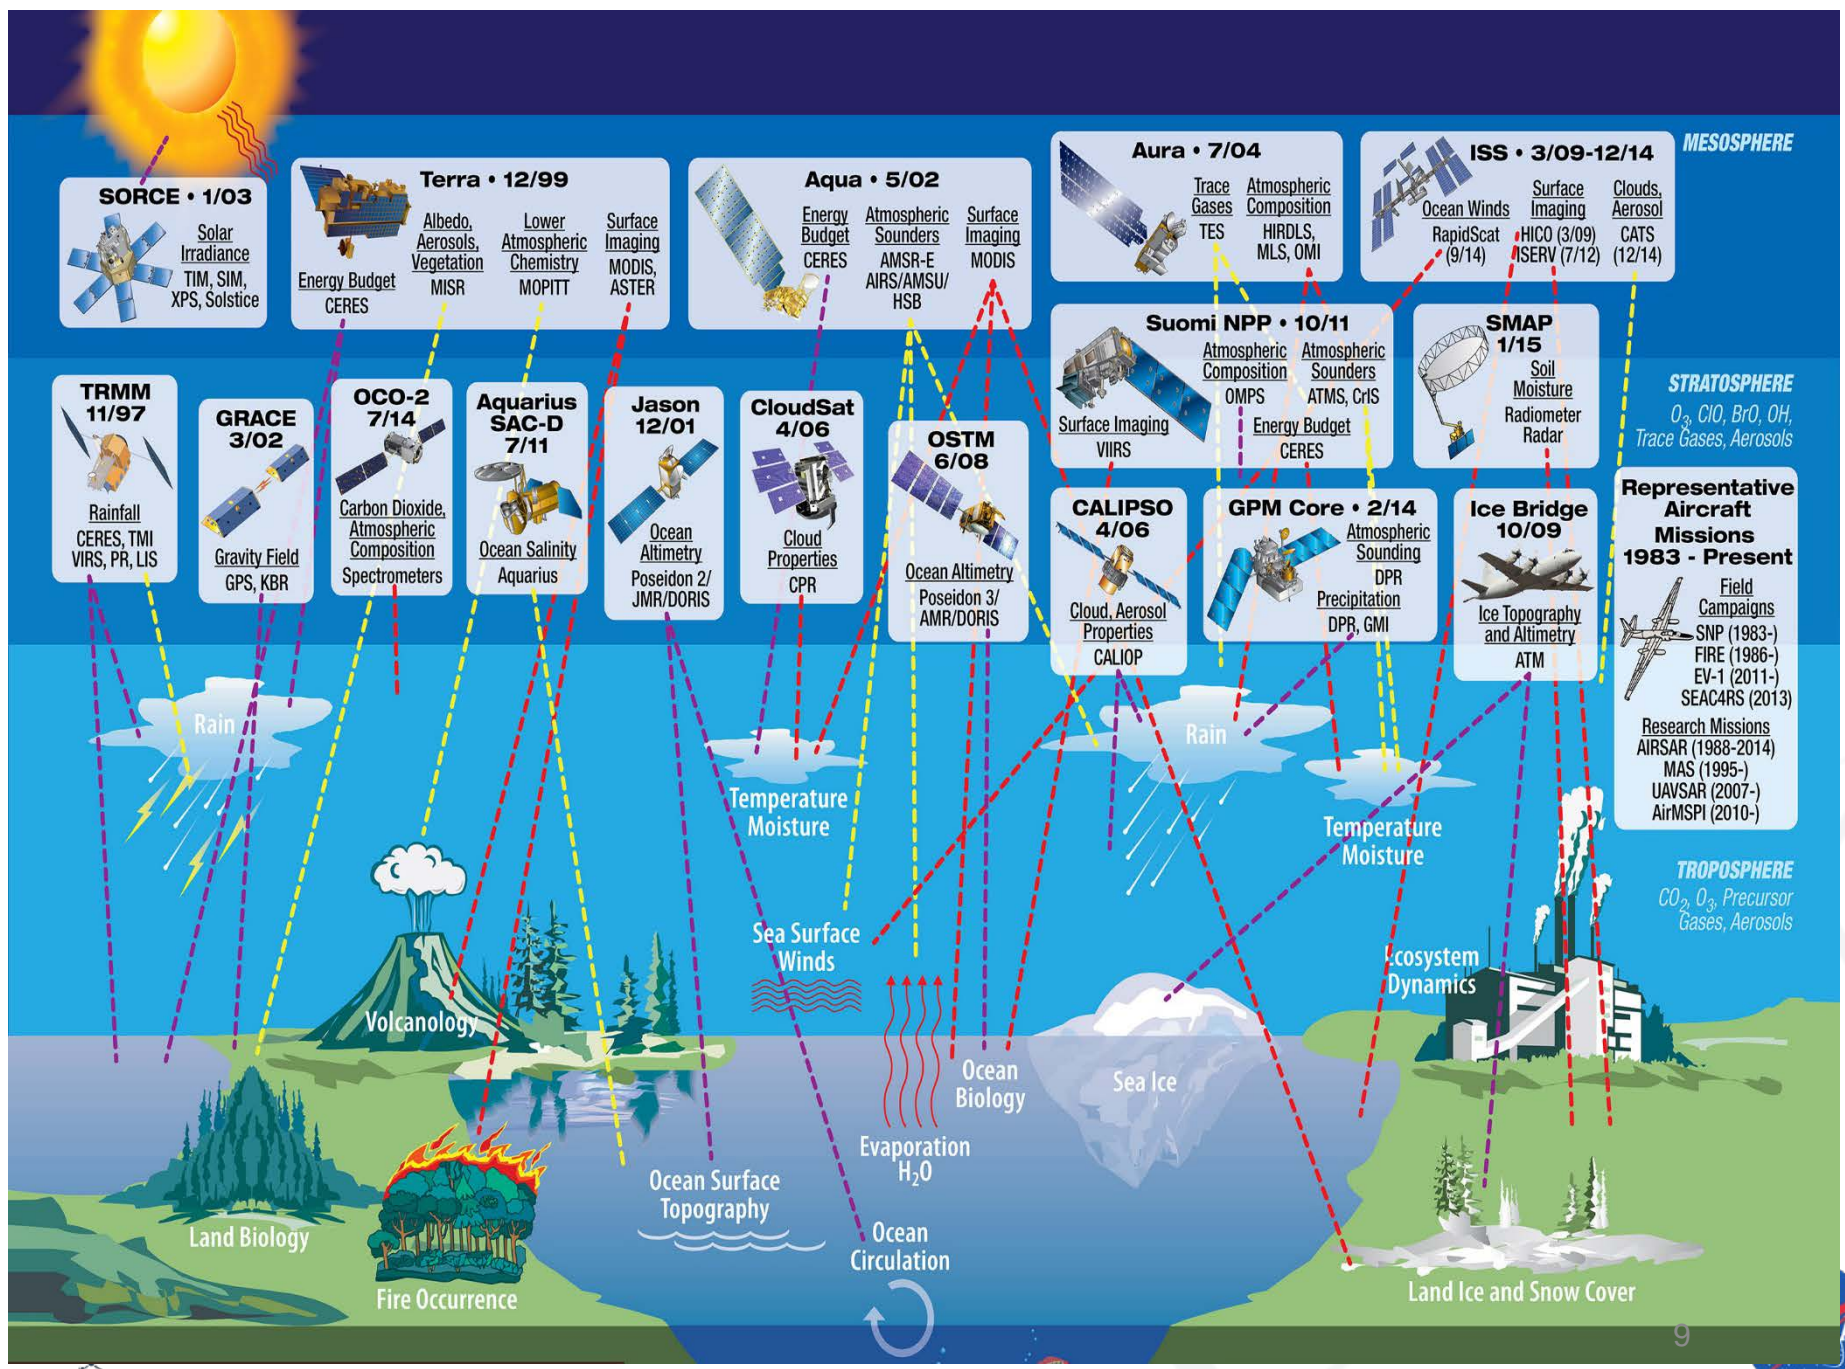 MESOSPHERE
SORCE • 1/03
Solar
Irradiance
TIM, SIM,
XPS, Solstice
Terra • 12/99
Energy Budget
CERES
Albedo,
Aerosols,
Vegetation
MISR
Lower
Atmospheric
Chemistry
MOPITT
Surface
Imaging
MODIS,
ASTER
Aqua • 5/02
Energy
Budget
CERES
Atmospheric
Sounders
AMSR-E
AIRS/AMSU/
HSB
Surface
Imaging
MODIS
Aura • 7/04
Trace
Gases
TES
Atmospheric
Composition
HIRDLS,
MLS, OMI
ISS • 3/09-12/14
Ocean Winds
RapidScat
(9/14)
Surface
Imaging
HICO (3/09)
ISERV (7/12)
Clouds,
Aerosol
CATS
(12/14)
Suomi NPP • 10/11
Surface Imaging
VIIRS
Atmospheric
Composition
OMPS
Atmospheric
Sounders
ATMS, CrIS
Energy Budget
CERES
SMAP
1/15
Soil
Moisture
Radiometer
Radar
STRATOSPHERE
O3, ClO, BrO, OH,
Trace Gases, Aerosols
TRMM
11/97
Rainfall
CERES, TMI
VIRS, PR, LIS
GRACE
3/02
Gravity Field
GPS, KBR
OCO-2
7/14
Carbon Dioxide,
Atmospheric
Composition
Spectrometers
Aquarius
SAC-D
7/11
Ocean Salinity
Aquarius
Jason
12/01
Ocean
Altimetry
Poseidon 2/
JMR/DORIS
CloudSat
4/06
Cloud
Properties
CPR
OSTM
6/08
Ocean Altimetry
Poseidon 3/
AMR/DORIS
CALIPSO
4/06
Cloud, Aerosol
Properties
CALIOP
GPM Core • 2/14
Atmospheric
Sounding
DPR
Precipitation
DPR, GMI
Ice Bridge
10/09
Ice Topography
and Altimetry
ATM
Representative
Aircraft
Missions
1983 - Present
Field
Campaigns
SNP (1983-)
FIRE (1986-)
EV-1 (2011-)
SEAC4RS (2013)
Research Missions
AIRSAR (1988-2014)
MAS (1995-)
UAVSAR (2007-)
AirMSPI (2010-)
Rain
Rain
Temperature
Moisture
Temperature
Moisture
TROPOSPHERE
CO2, O3, Precursor
Gases, Aerosols
Sea Surface
Winds
Ecosystem
Dynamics
Volcanology
Ocean
Biology
Sea Ice
Evaporation
H2O
Ocean Surface
Topography
Land Biology
Ocean
Circulation
Fire Occurrence
Land Ice and Snow Cover
9